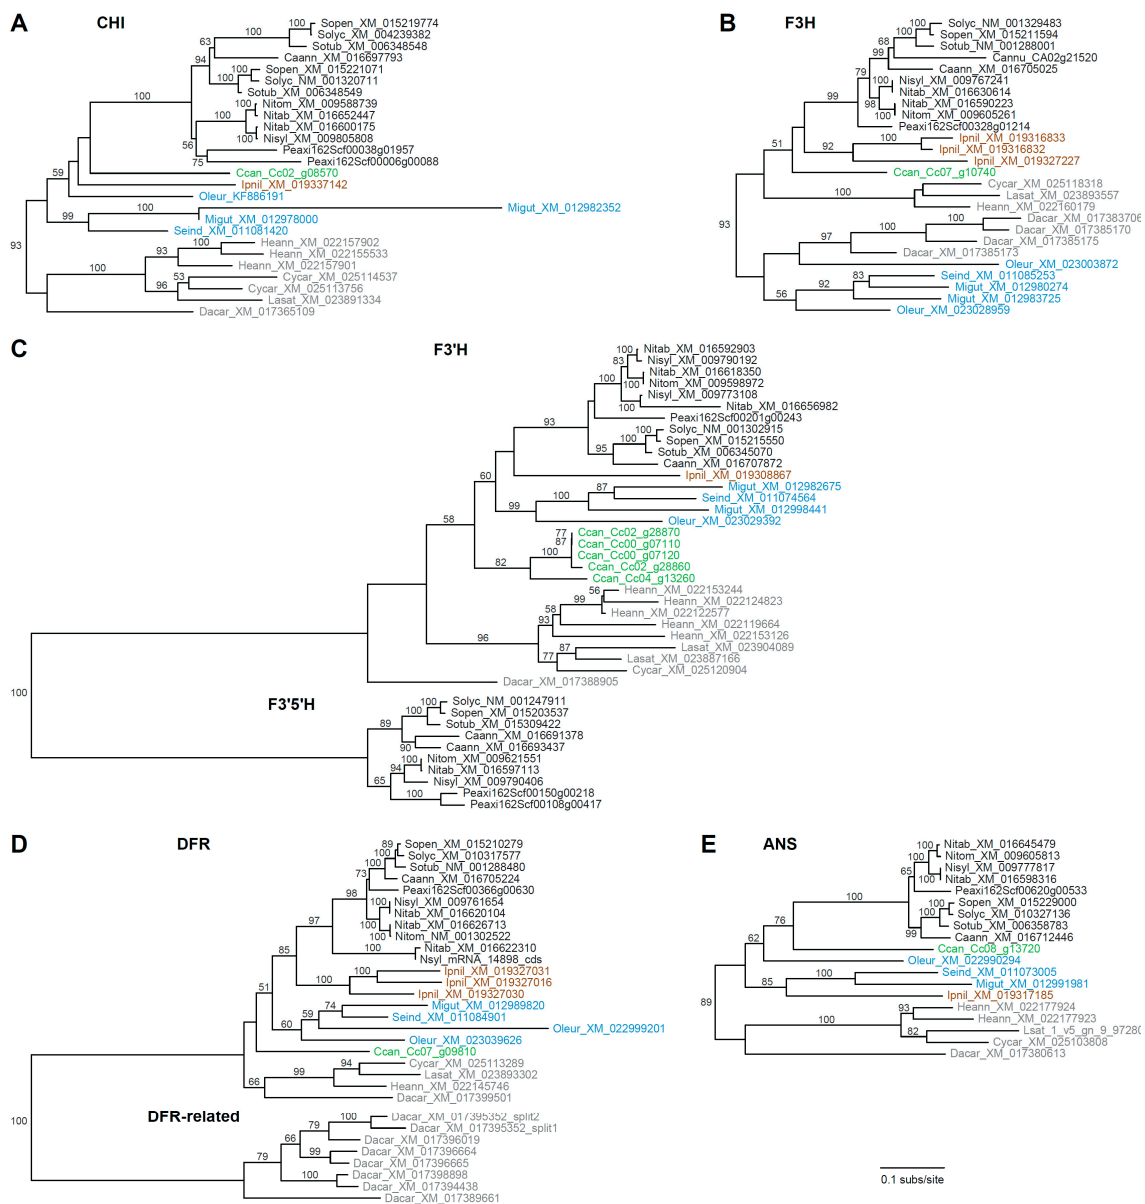 A CHI
100 Sopen_XM_015219774
100 Solyc_XM_004239382
63 Sotub_XM_006348548
Caann_XM_016697793
94 100 Sopen_XM_015221071
100 Solyc_NM_001320711
Sotub_XM_006348549
100 100 Nitom_XM_009588739
100 Nitab_XM_016652447
100 Nitab_XM_016600175
Nisyl_XM_009805808
56 Peaxi162Scf00038g01957
75 Peaxi162Scf00006g00088
Ccan_Cc02_g08570
59 Ipnil_XM_019337142
Oleur_KF886191
100 Migut_XM_012982352
99 Migut_XM_012978000
Seind_XM_011081420
93
100 Heann_XM_022157902
93 Heann_XM_022155533
Heann_XM_022157901
100 53 Cycar_XM_025114537
96 Cycar_XM_025113756
Lasat_XM_023891334
Dacar_XM_017365109
B F3H
100 Solyc_NM_001329483
68 100 Sopen_XM_015211594
Sotub_NM_001288001
99 Cannu_CA02g21520
79 Caann_XM_016705025
100 Nisyl_XM_009767241
99 Nitab_XM_016630614
98 Nitab_XM_016590223
100 Nitom_XM_009605261
Peaxi162Scf00328g01214
100 Ipnil_XM_019316833
51 92 Ipnil_XM_019316832
Ipnil_XM_019327227
Ccan_Cc07_g10740
Cycar_XM_025118318
100 Lasat_XM_023893557
Heann_XM_022160179
93
100 Dacar_XM_017383706
100 Dacar_XM_017385170
97 Dacar_XM_017385175
Dacar_XM_017385173
Oleur_XM_023003872
83 Seind_XM_011085253
92 Migut_XM_012980274
56 Migut_XM_012983725
Oleur_XM_023028959
C F3'H
100 Nitab_XM_016592903
83 Nisyl_XM_009790192
Nitab_XM_016618350
100 100 Nitom_XM_009598972
Nisyl_XM_009773108
100 Nitab_XM_016656982
93 Peaxi162Scf00201g00243
100 Solyc_NM_001302915
100 Sopen_XM_015215550
95 Sotub_XM_006345070
Caann_XM_016707872
60 Ipnil_XM_019308867
87 Migut_XM_012982675
100 Seind_XM_011074564
99 Migut_XM_012998441
58 Oleur_XM_023029392
77 Ccan_Cc02_g28870
87 Ccan_Cc00_g07110
100 Ccan_Cc00_g07120
82 Ccan_Cc02_g28860
Ccan_Cc04_g13260
56 Heann_XM_022153244
99 Heann_XM_022124823
58 Heann_XM_022122577
93 Heann_XM_022119664
96 Heann_XM_022153126
87 Lasat_XM_023904089
77 Lasat_XM_023887166
Cycar_XM_025120904
Dacar_XM_017388905
100
F3'5'H
100 Solyc_NM_001247911
100 Sopen_XM_015203537
89 Sotub_XM_015309422
Caann_XM_016691378
90 Caann_XM_016693437
100 Nitom_XM_009621551
94 Nitab_XM_016597113
65 Nisyl_XM_009790406
100 Peaxi162Scf00150g00218
Peaxi162Scf00108g00417
D DFR
89 Sopen_XM_015210279
100 Solyc_XM_010317577
100 Sotub_NM_001288480
73 Caann_XM_016705224
98 Peaxi162Scf00366g00630
100 Nisyl_XM_009761654
Nitab_XM_016620104
97 100 Nitab_XM_016626713
Nitom_NM_001302522
100 Nitab_XM_016622310
85 Nsyl_mRNA_14898_cds
100 Ipnil_XM_019327031
100 Ipnil_XM_019327016
51 Ipnil_XM_019327030
74 Migut_XM_012989820
59 Seind_XM_011084901
60 Oleur_XM_022999201
Oleur_XM_023039626
Ccan_Cc07_g09810
94 Cycar_XM_025113289
99 Lasat_XM_023893302
66 Heann_XM_022145746
Dacar_XM_017399501
100
DFR-related
100 Dacar_XM_017395352_split2
79 Dacar_XM_017395352_split1
66 Dacar_XM_017396019
99 Dacar_XM_017396664
79 Dacar_XM_017396665
Dacar_XM_017398898
100 Dacar_XM_017394438
Dacar_XM_017389661
E ANS
100 Nitab_XM_016645479
100 Nitom_XM_009605813
Nisyl_XM_009777817
65 100 Nitab_XM_016598316
Peaxi162Scf00620g00533
100 100 Sopen_XM_015229000
100 Solyc_XM_010327136
Sotub_XM_006358783
76 99 Caann_XM_016712446
62 Ccan_Cc08_g13720
Oleur_XM_022990294
100 Seind_XM_011073005
85 Migut_XM_012991981
Ipnil_XM_019317185
89
93 Heann_XM_022177924
100 Heann_XM_022177923
82 Lsat_1_v5_gn_9_97280
Cycar_XM_025103808
Dacar_XM_017380613
0.1 subs/site